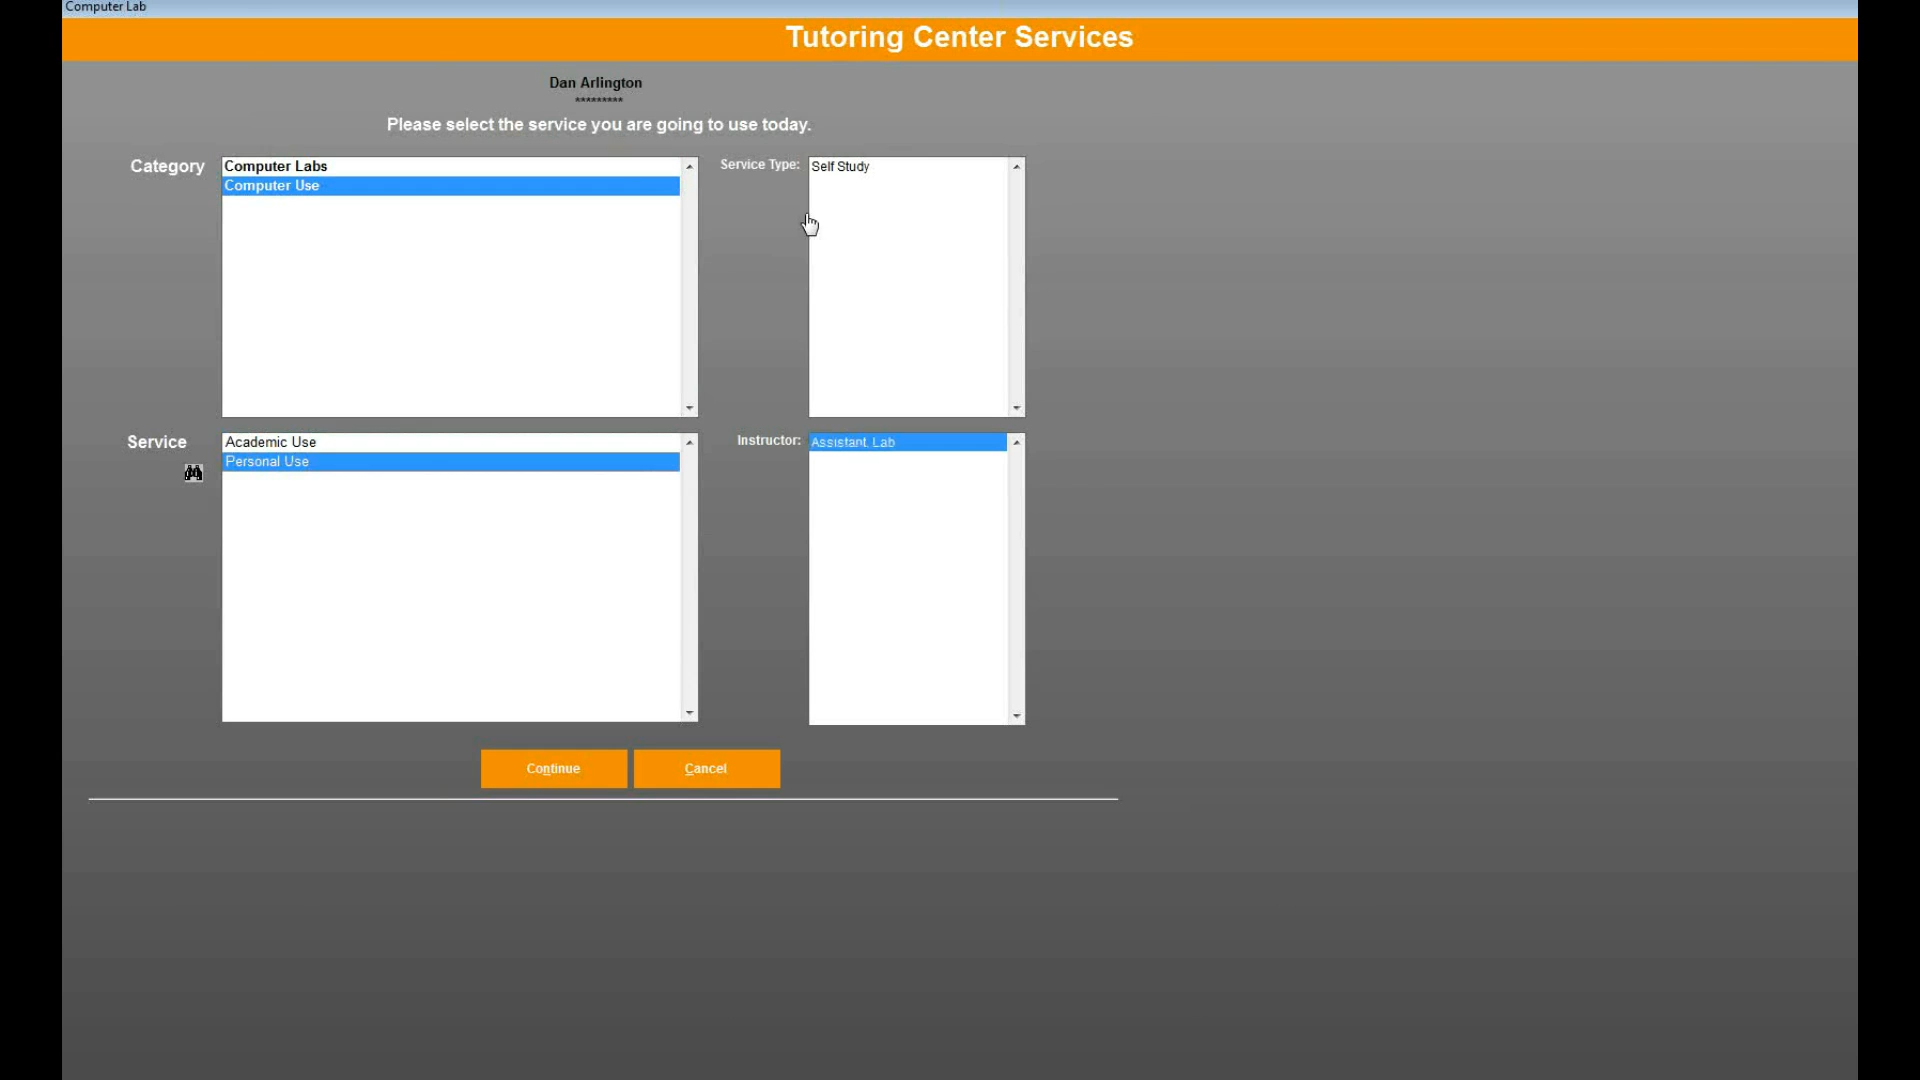 Computer Lab
Tutoring Center Services
Dan Arlington
*********
Please select the service you are going to use today.
Category
Computer Labs
Computer Use
Service Type:
Self Study
Service
Academic Use
Personal Use
Instructor:
Assistant, Lab
Continue
Cancel